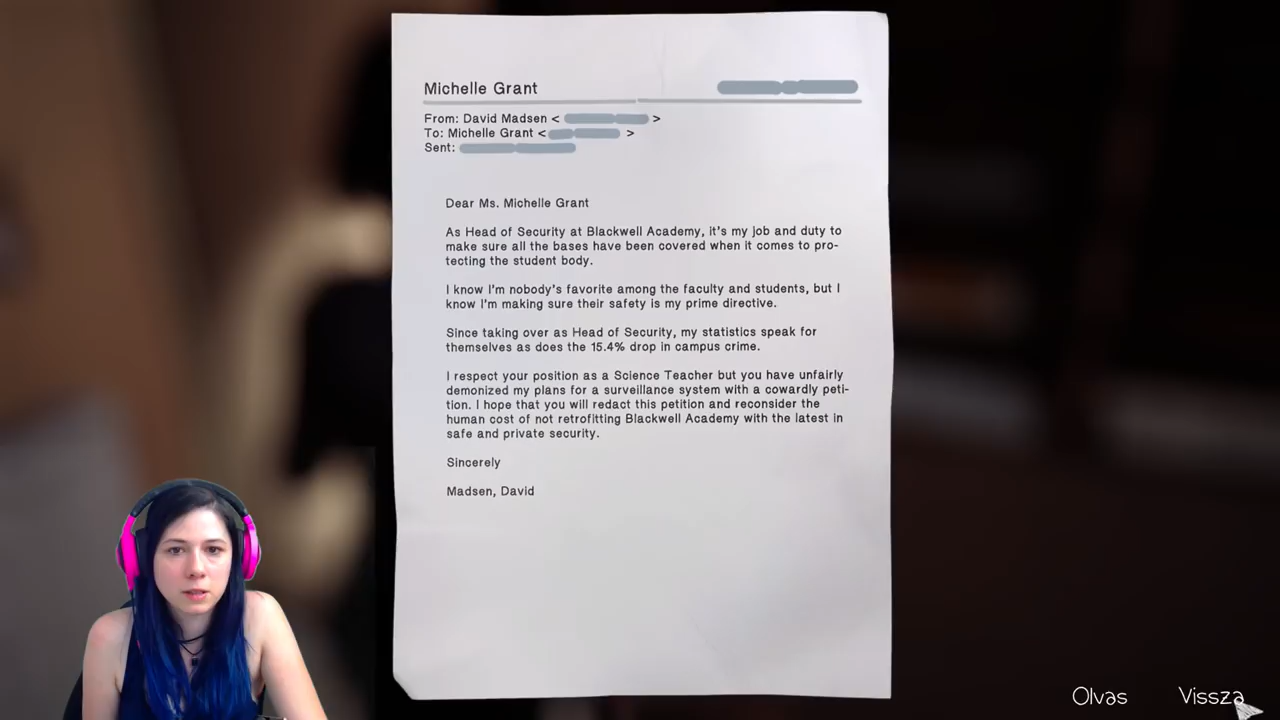 Michelle Grant
From: David Madsen < >
To: Michelle Grant < >
Sent:
Dear Ms. Michelle Grant
As Head of Security at Blackwell Academy, it's my job and duty to
make sure all the bases have been covered when it comes to pro-
tecting the student body.
I know I'm nobody's favorite among the faculty and students, but I
know I'm making sure their safety is my prime directive.
Since taking over as Head of Security, my statistics speak for
themselves as does the 15.4% drop in campus crime.
I respect your position as a Science Teacher but you have unfairly
demonized my plans for a surveillance system with a cowardly peti-
tion. I hope that you will redact this petition and reconsider the
human cost of not retrofitting Blackwell Academy with the latest in
safe and private security.
Sincerely
Madsen, David
Olvas Vissza